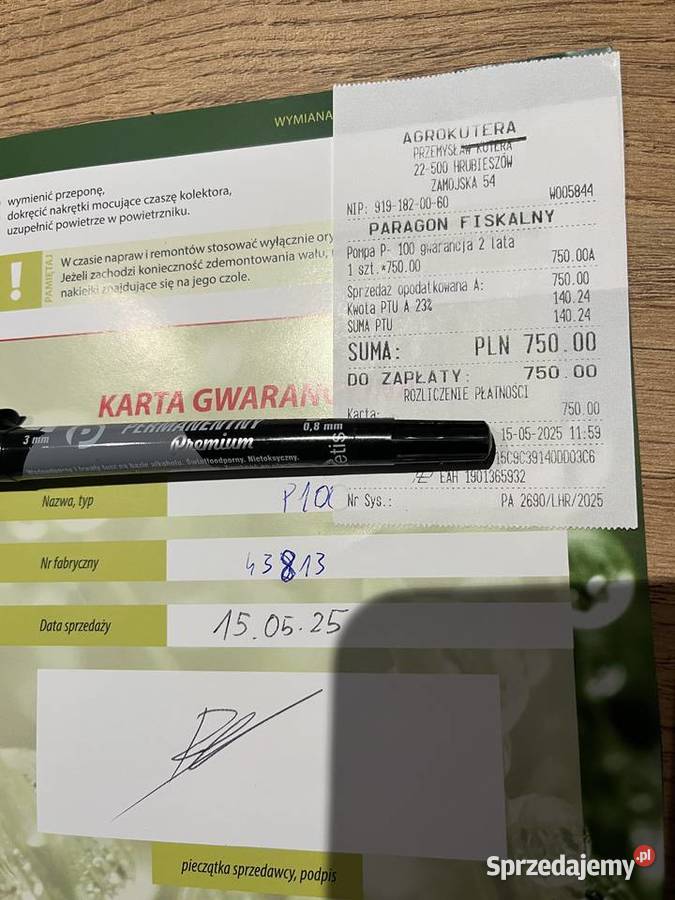 WYMIANA
wymienić przeponę,
dokręcić nakrętki mocujące czaszę kolektora,
uzupełnić powietrze w powietrzniku.
PAMIĘTAJ
W czasie napraw i remontów stosować wyłącznie ory
Jeżeli zachodzi konieczność zdemontowania wału,
nakiełki znajdujące się na jego czole.
KARTA GWARAN
AGROKUTERA
PRZEMYSŁAW KUTERA
22-500 HRUBIESZÓW
ZAMOJSKA 54
NIP: 919-182-00-60 W005844
PARAGON FISKALNY
Pompa P- 100 gwarancja 2 lata
1 szt.*750.00 750.00A
Sprzedaż opodatkowana A: 750.00
Kwota PTU A 23% 140.24
SUMA PTU 140.24
SUMA: PLN 750.00
DO ZAPŁATY: 750.00
ROZLICZENIE PŁATNOŚCI
Karta: 750.00
15-05-2025 11:59
15C9C39140DD03C6
EAH 1901365932
Nr Sys.: PA 2690/LHR/2025
3 mm
PERMANENTNY
Premium
0,8 mm
Nazwa, typ P100
Nr fabryczny 43813
Data sprzedaży 15.05.25
pieczątka sprzedawcy, podpis
Sprzedajemy.pl